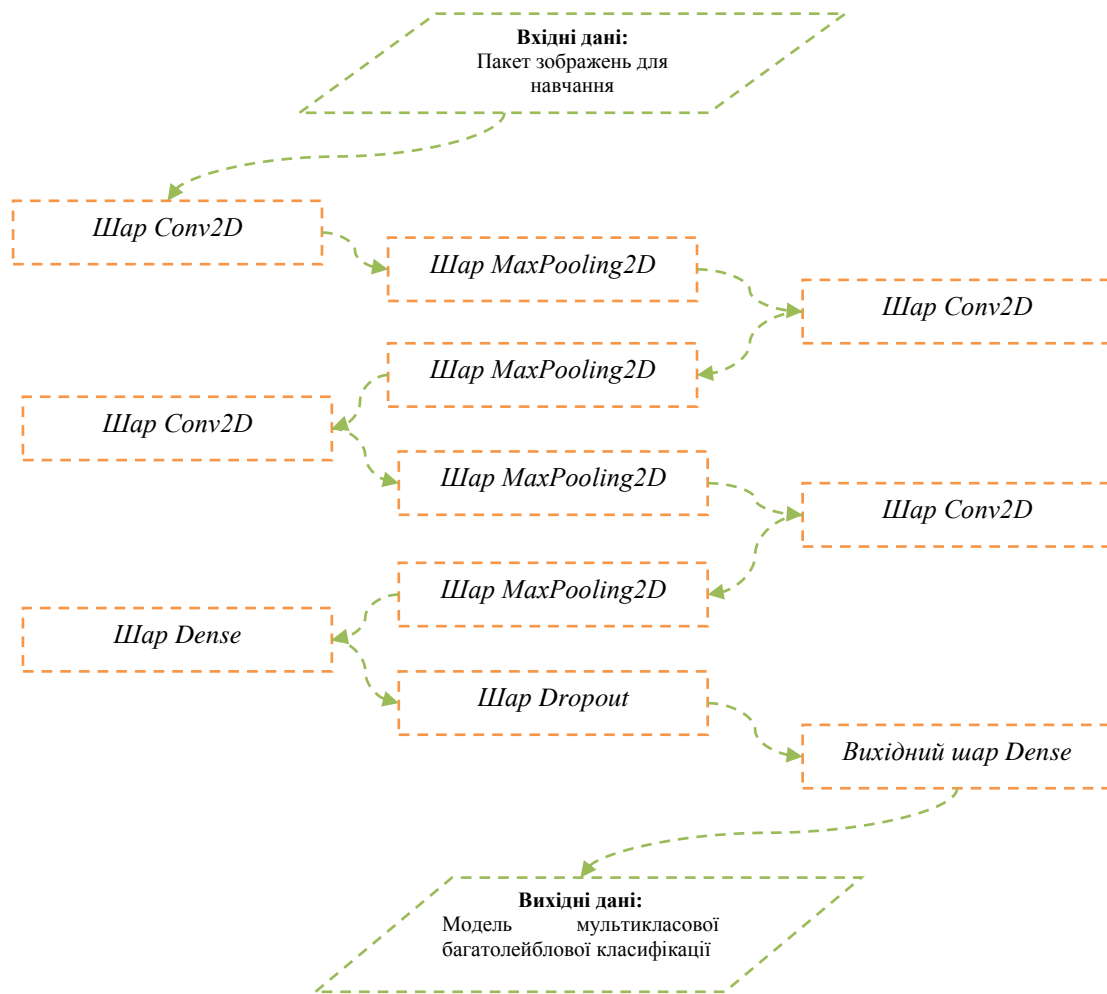 Вхідні дані:
Пакет зображень для
навчання
Шар Conv2D
Шар MaxPooling2D
Шар Conv2D
Шар MaxPooling2D
Шар Conv2D
Шар MaxPooling2D
Шар Conv2D
Шар MaxPooling2D
Шар Dense
Шар Dropout
Вихідний шар Dense
Вихідні дані:
Модель мультикласової
багатолейблової класифікації